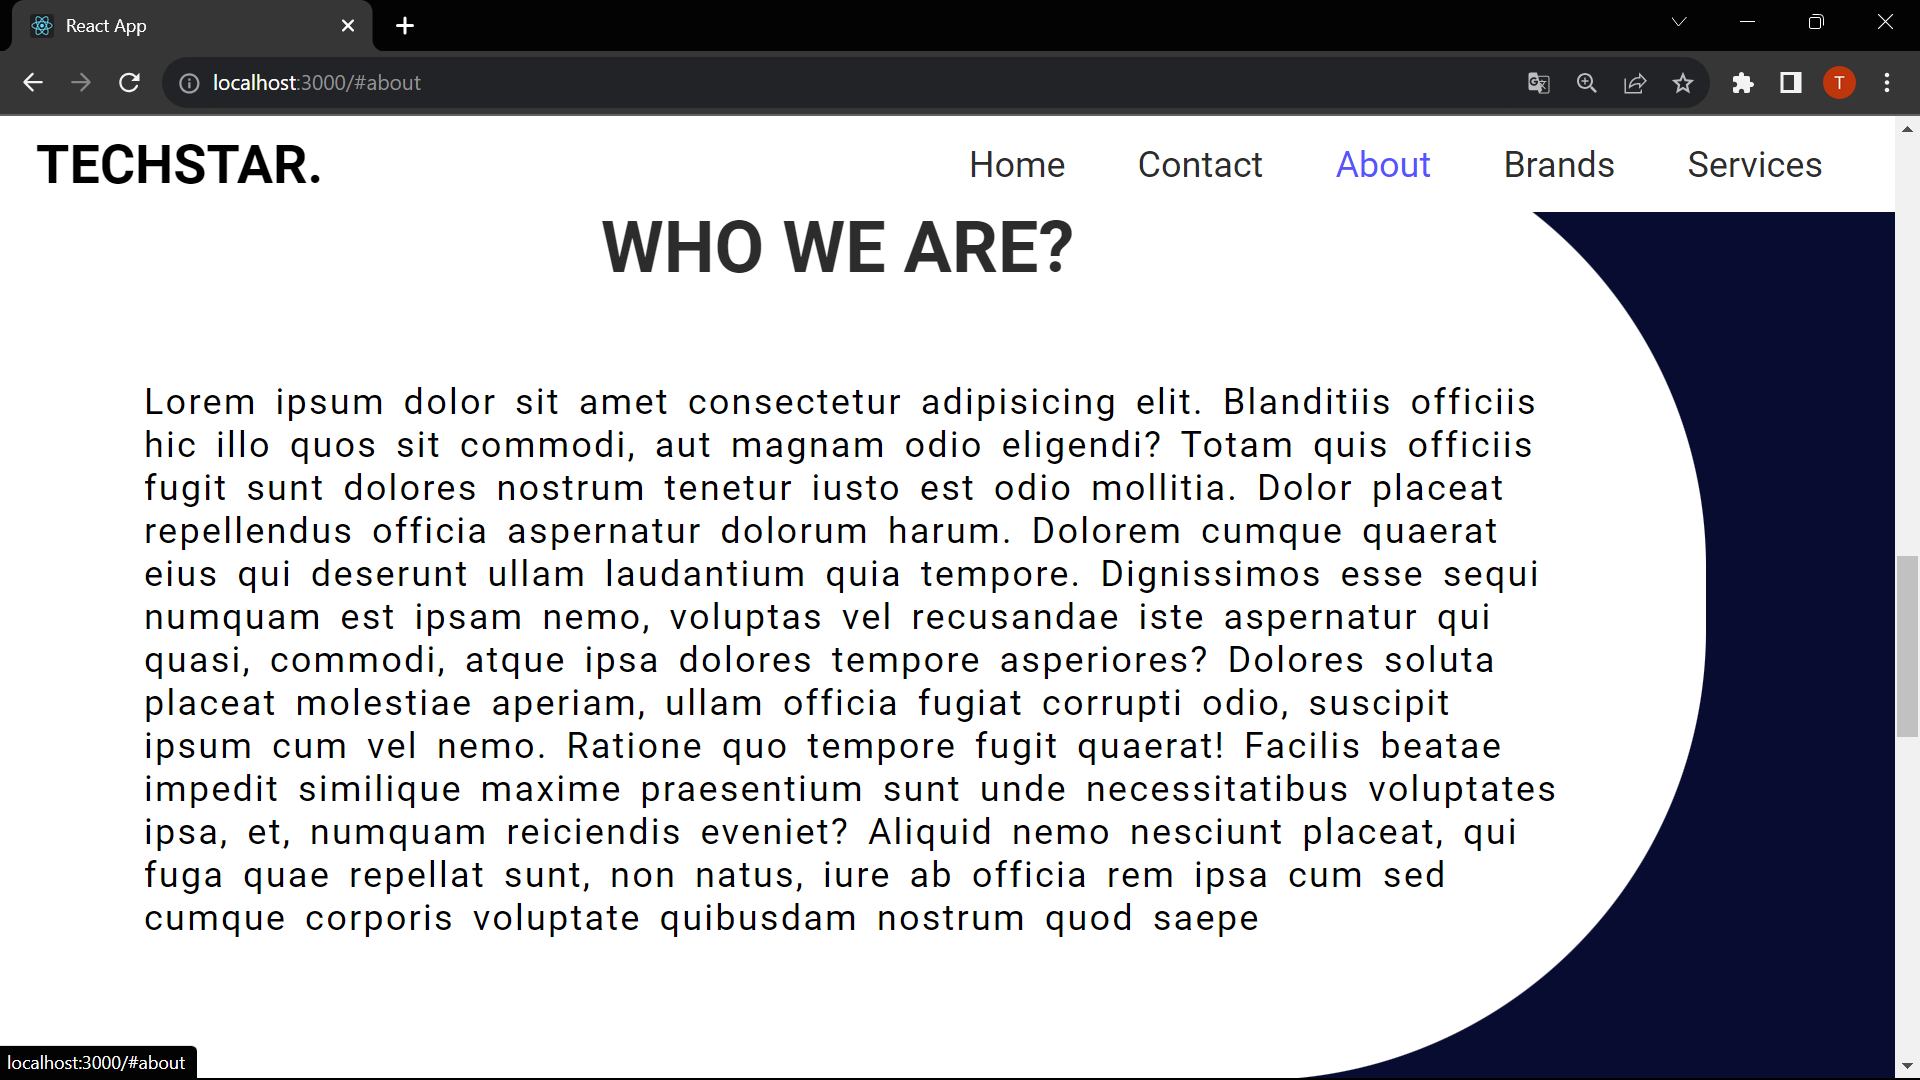 React App
localhost:3000/#about
T
TECHSTAR.
Home Contact About Brands Services
WHO WE ARE?
Lorem ipsum dolor sit amet consectetur adipisicing elit. Blanditiis officiis
hic illo quos sit commodi, aut magnam odio eligendi? Totam quis officiis
fugit sunt dolores nostrum tenetur iusto est odio mollitia. Dolor placeat
repellendus officia aspernatur dolorum harum. Dolorem cumque quaerat
eius qui deserunt ullam laudantium quia tempore. Dignissimos esse sequi
numquam est ipsam nemo, voluptas vel recusandae iste aspernatur qui
quasi, commodi, atque ipsa dolores tempore asperiores? Dolores soluta
placeat molestiae aperiam, ullam officia fugiat corrupti odio, suscipit
ipsum cum vel nemo. Ratione quo tempore fugit quaerat! Facilis beatae
impedit similique maxime praesentium sunt unde necessitatibus voluptates
ipsa, et, numquam reiciendis eveniet? Aliquid nemo nesciunt placeat, qui
fuga quae repellat sunt, non natus, iure ab officia rem ipsa cum sed
cumque corporis voluptate quibusdam nostrum quod saepe
localhost:3000/#about